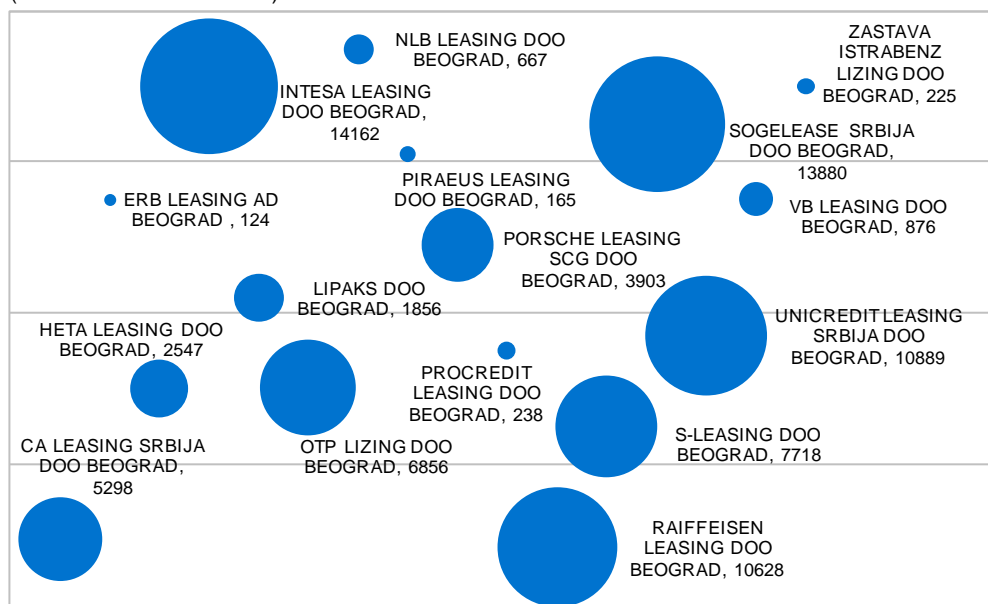 NLB LEASING DOO
BEOGRAD, 667
ZASTAVA
ISTRABENZ
LIZING DOO
BEOGRAD, 225
INTESA LEASING
DOO BEOGRAD,
14162
SOGELEASE SRBIJA
DOO BEOGRAD,
13880
PIRAEUS LEASING
DOO BEOGRAD, 165
ERB LEASING AD
BEOGRAD , 124
VB LEASING DOO
BEOGRAD, 876
PORSCHE LEASING
SCG DOO
BEOGRAD, 3903
LIPAKS DOO
BEOGRAD, 1856
HETA LEASING DOO
BEOGRAD, 2547
UNICREDIT LEASING
SRBIJA DOO
BEOGRAD, 10889
PROCREDIT
LEASING DOO
BEOGRAD, 238
CA LEASING SRBIJA
DOO BEOGRAD,
5298
OTP LIZING DOO
BEOGRAD, 6856
S-LEASING DOO
BEOGRAD, 7718
RAIFFEISEN
LEASING DOO
BEOGRAD, 10628